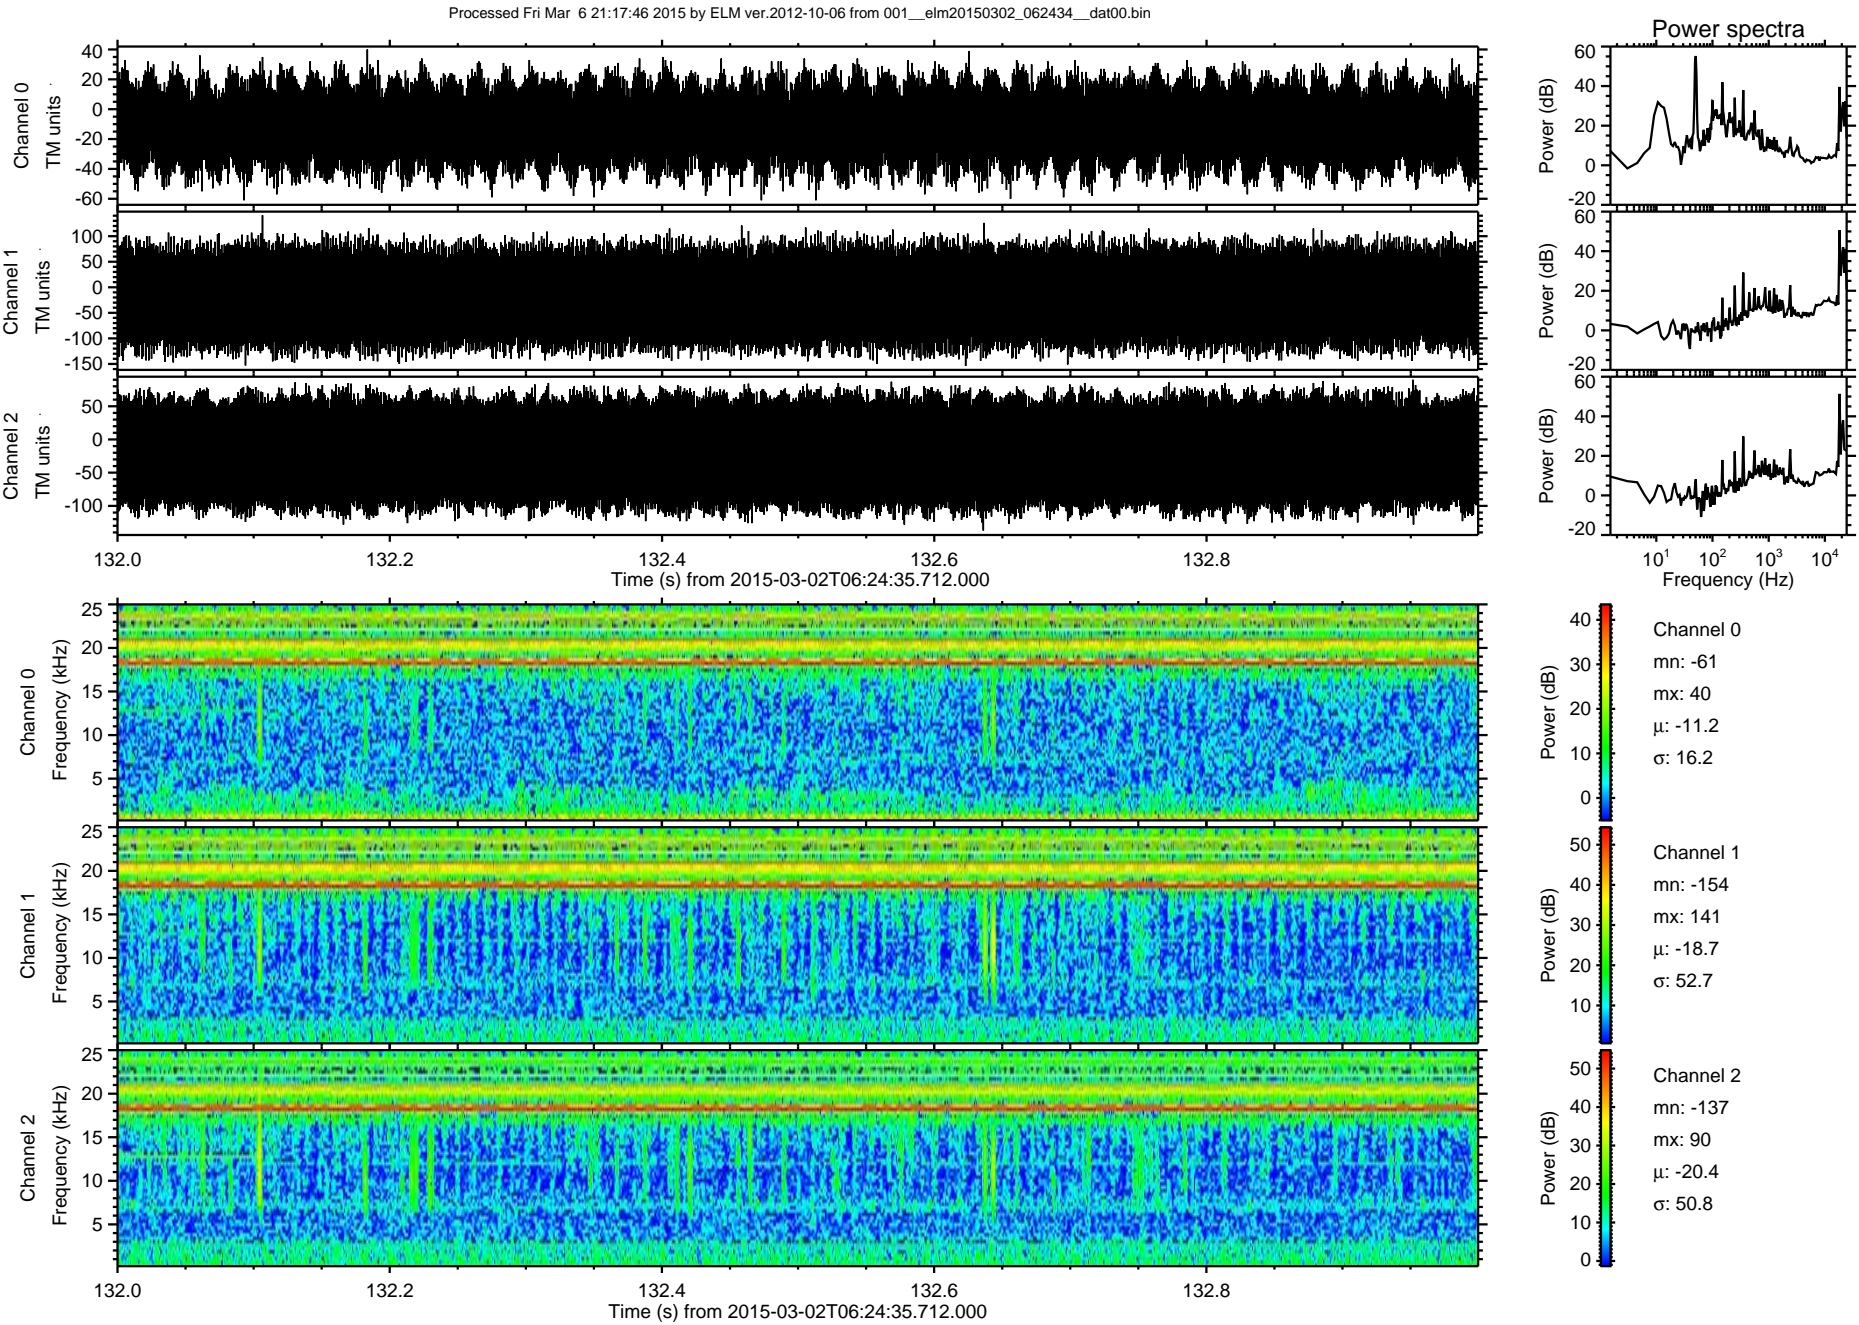 Processed Fri Mar  6 21:17:46 2015 by ELM ver.2012-10-06 from 001__elm20150302_062434__dat00.bin
Power spectra
Channel 0
TM units
40
20
0
-20
-40
-60
Power (dB)
60
40
20
0
-20
Channel 1
TM units
100
50
0
-50
-100
-150
Power (dB)
60
40
20
0
-20
Channel 2
TM units
50
0
-50
-100
Power (dB)
60
40
20
0
-20
132.0 132.2 132.4 132.6 132.8
Time (s) from 2015-03-02T06:24:35.712.000
10¹ 10² 10³ 10⁴
Frequency (Hz)
Channel 0
Frequency (kHz)
25
20
15
10
5
Power (dB)
40
30
20
10
0
Channel 0
mn: -61
mx: 40
µ: -11.2
σ: 16.2
Channel 1
Frequency (kHz)
25
20
15
10
5
Power (dB)
50
40
30
20
10
Channel 1
mn: -154
mx: 141
µ: -18.7
σ: 52.7
Channel 2
Frequency (kHz)
25
20
15
10
5
Power (dB)
50
40
30
20
10
0
Channel 2
mn: -137
mx: 90
µ: -20.4
σ: 50.8
132.0 132.2 132.4 132.6 132.8
Time (s) from 2015-03-02T06:24:35.712.000